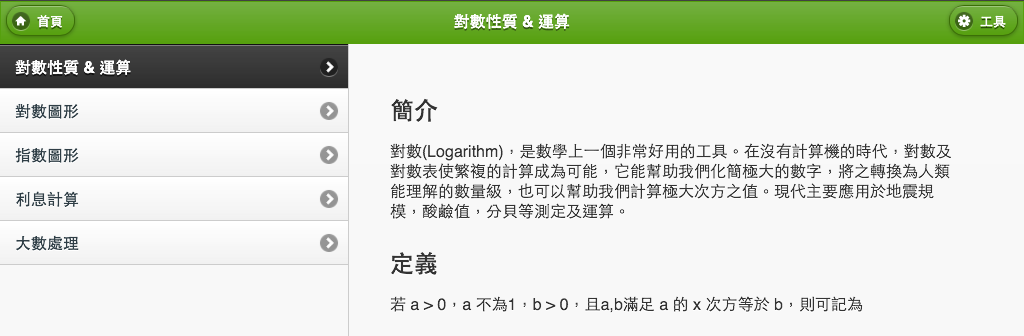 首頁
對數性質 & 運算
工具
對數性質 & 運算
對數圖形
指數圖形
利息計算
大數處理
簡介
對數(Logarithm)，是數學上一個非常好用的工具。在沒有計算機的時代，對數及
對數表使繁複的計算成為可能，它能幫助我們化簡極大的數字，將之轉換為人類
能理解的數量級，也可以幫助我們計算極大次方之值。現代主要應用於地震規
模，酸鹼值，分貝等測定及運算。
定義
若 a > 0，a 不為1，b > 0，且a,b滿足 a 的 x 次方等於 b，則可記為